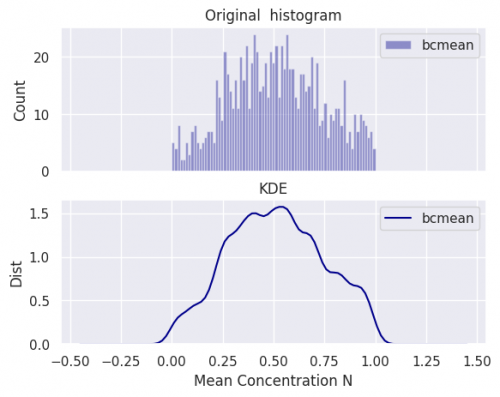 Original  histogram
bcmean
Count
20
10
0
KDE
bcmean
Dist
1.5
1.0
0.5
0.0
−0.50 −0.25 0.00 0.25 0.50 0.75 1.00 1.25 1.50
Mean Concentration N